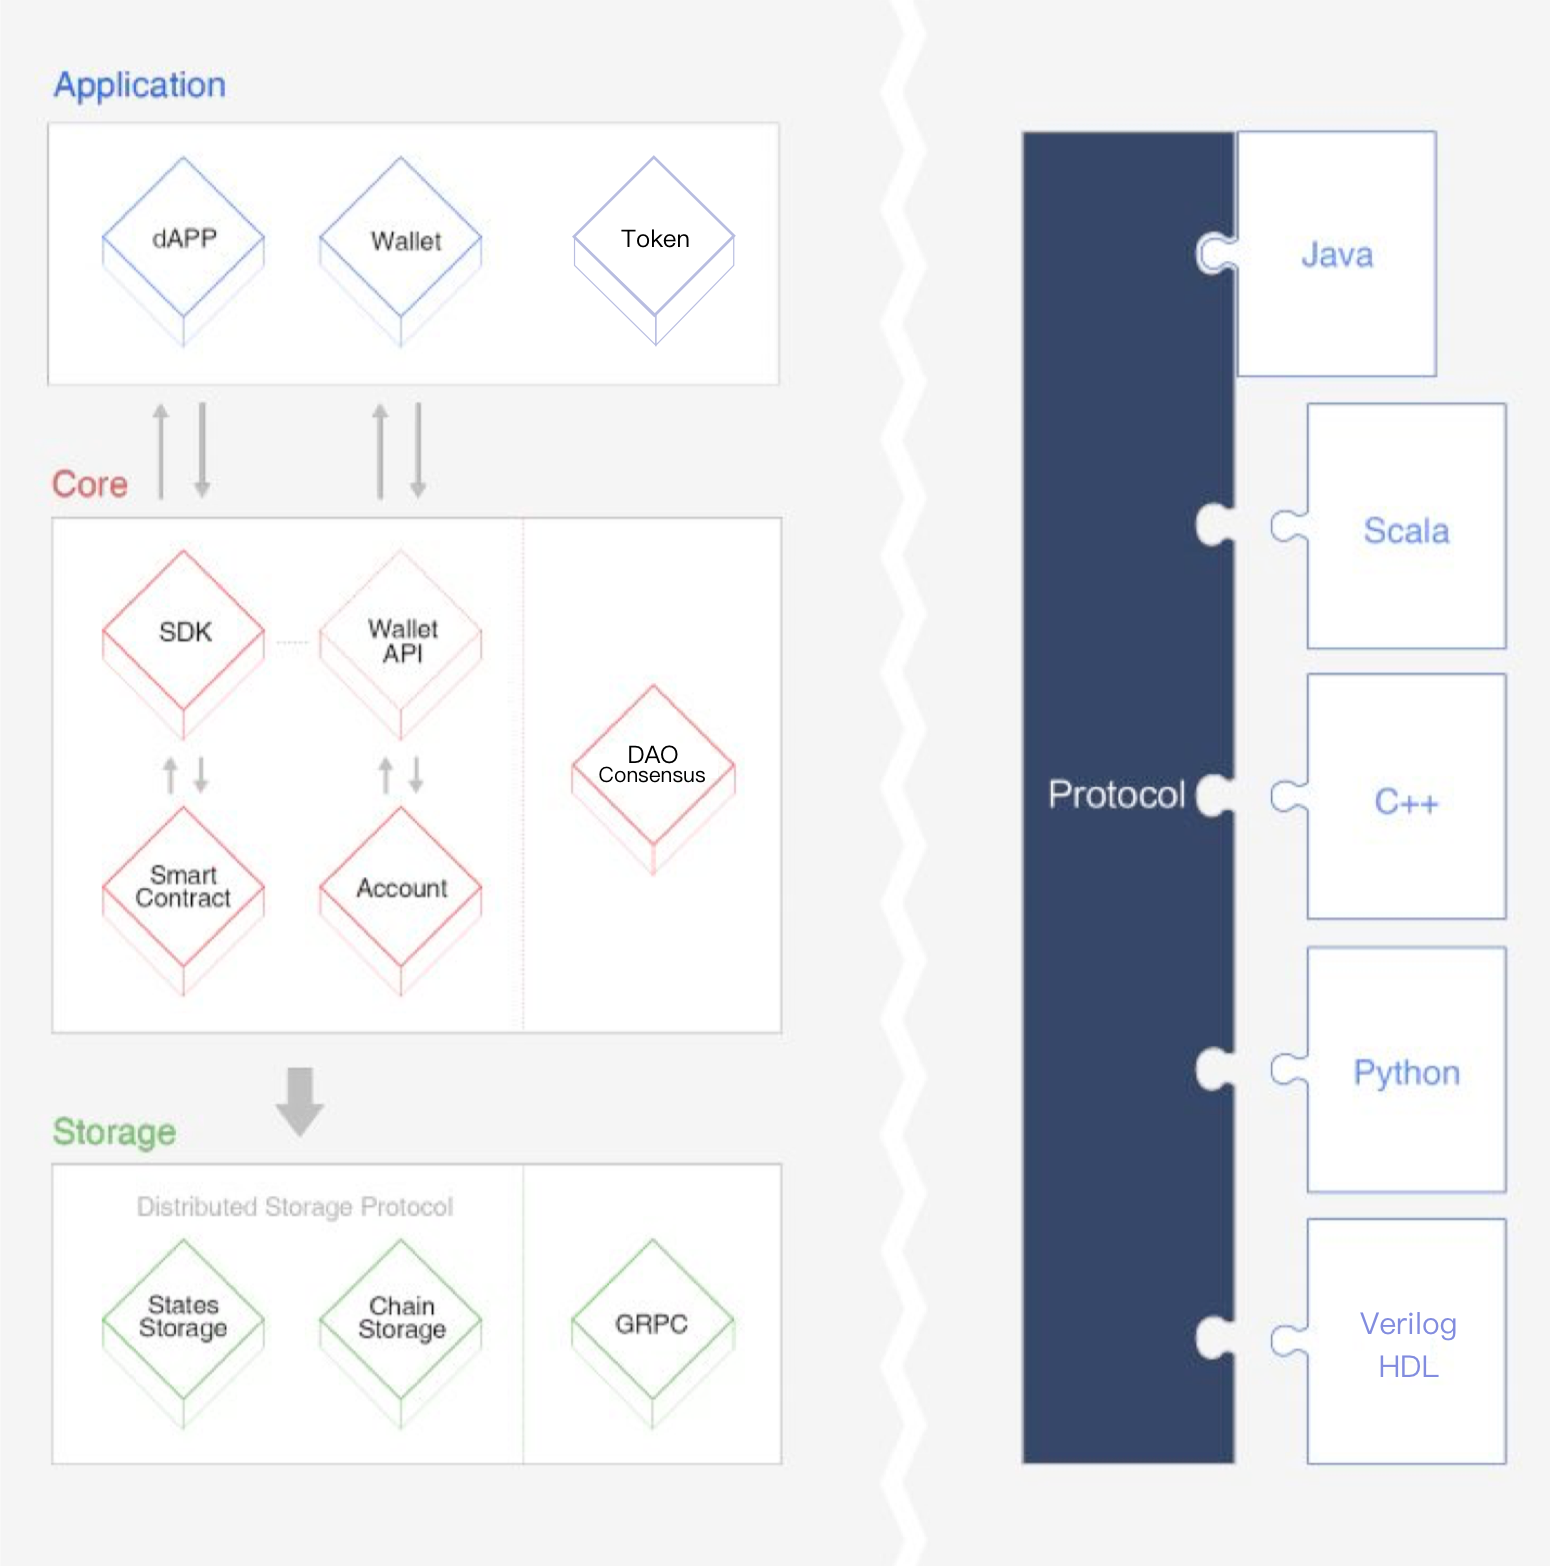 Application
dAPP
Wallet
Token
Core
SDK
Wallet
API
DAO
Consensus
Smart
Contract
Account
Storage
Distributed Storage Protocol
States
Storage
Chain
Storage
GRPC
Protocol
Java
Scala
C++
Python
Verilog
HDL